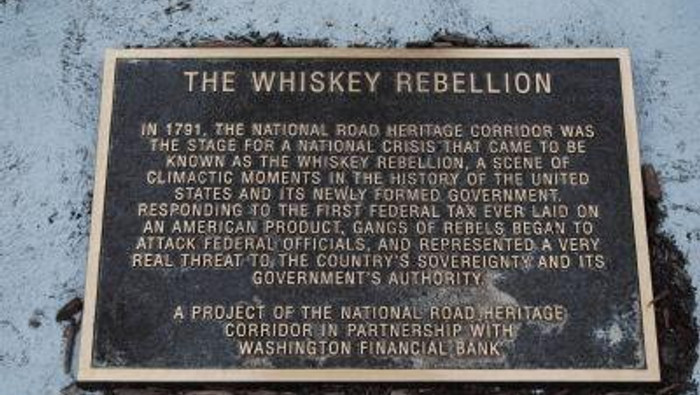 THE WHISKEY REBELLION
IN 1791, THE NATIONAL ROAD HERITAGE CORRIDOR WAS
THE STAGE FOR A NATIONAL CRISIS THAT CAME TO BE
KNOWN AS THE WHISKEY REBELLION, A SCENE OF
CLIMACTIC MOMENTS IN THE HISTORY OF THE UNITED
STATES AND ITS NEWLY FORMED GOVERNMENT.
RESPONDING TO THE FIRST FEDERAL TAX EVER LAID ON
AN AMERICAN PRODUCT, GANGS OF REBELS BEGAN TO
ATTACK FEDERAL OFFICIALS, AND REPRESENTED A VERY
REAL THREAT TO THE COUNTRY'S SOVEREIGNTY AND ITS
GOVERNMENT'S AUTHORITY.
A PROJECT OF THE NATIONAL ROAD HERITAGE
CORRIDOR IN PARTNERSHIP WITH
WASHINGTON FINANCIAL BANK